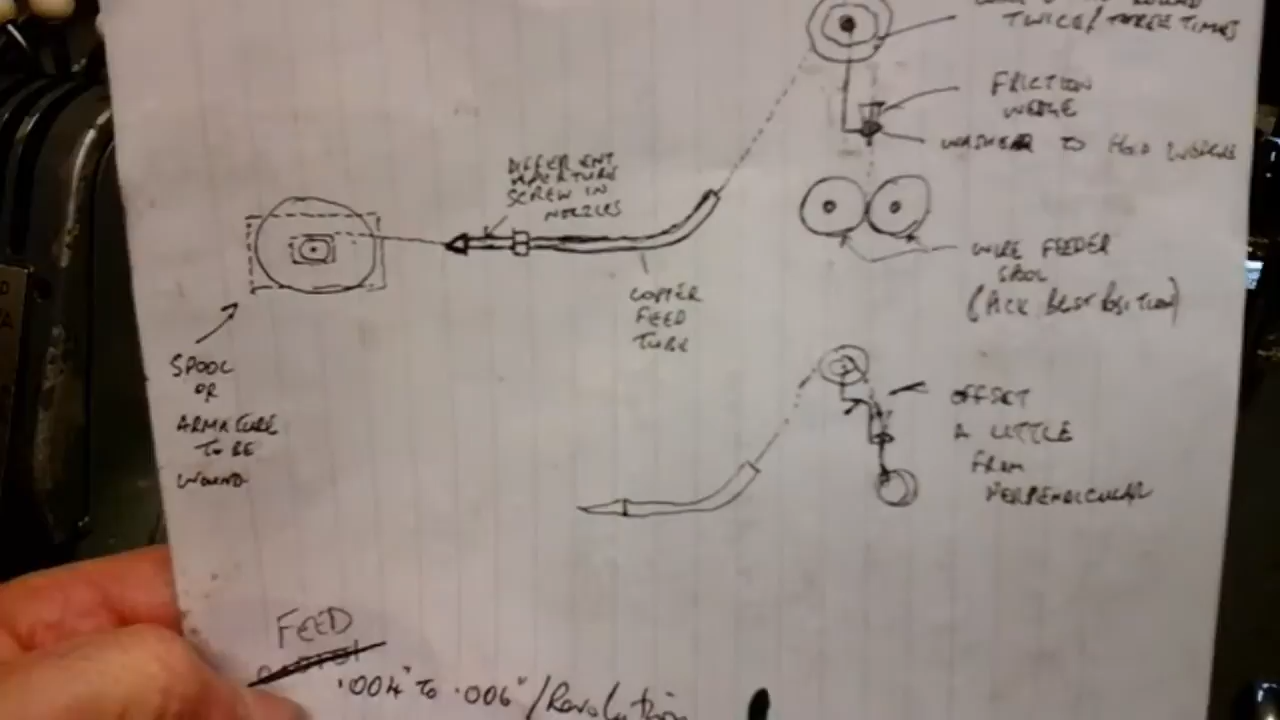 TWICE/THREE TIMES
FRICTION
WEDGE
WASHER TO HOLD WEDGE
DIFFERENT
APERTURE
SCREW IN
NOZZLES
WIRE FEEDER
SPOOL
(PICK BEST POSITION)
COPPER
FEED
TUBE
SPOOL
OR
ARMATURE
TO BE
WOUND
OFFSET
A LITTLE
FROM
PERPENDICULAR
FEED
.004" TO .006"/Revolution